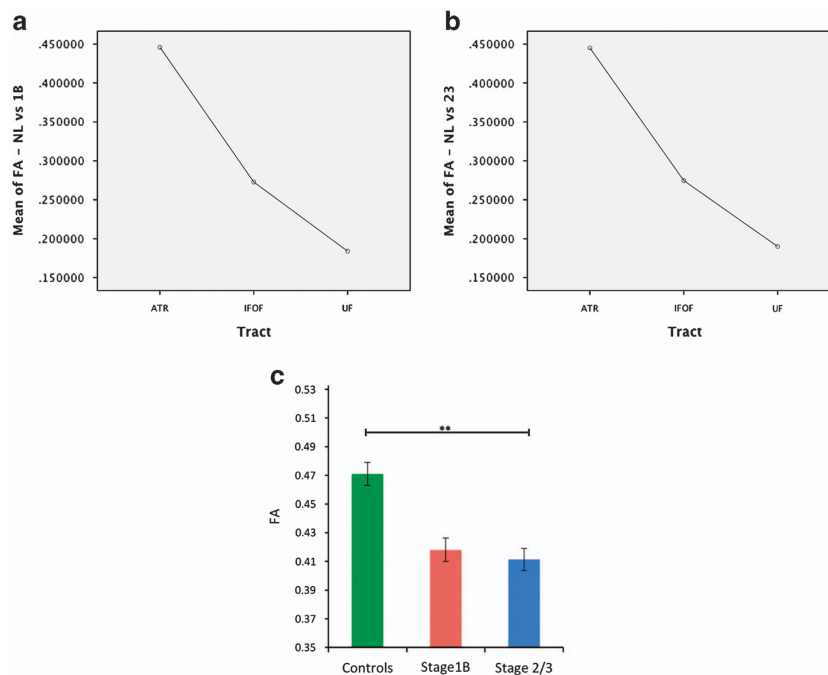 a
.450000
.400000
.350000
.300000
.250000
.200000
.150000
Mean of FA – NL vs 1B
ATR IFOF UF
Tract
b
.450000
.400000
.350000
.300000
.250000
.200000
.150000
Mean of FA – NL vs 23
ATR IFOF UF
Tract
c
0.53
0.51
0.49
0.47
0.45
0.43
0.41
0.39
0.37
0.35
FA
**
Controls Stage1B Stage 2/3